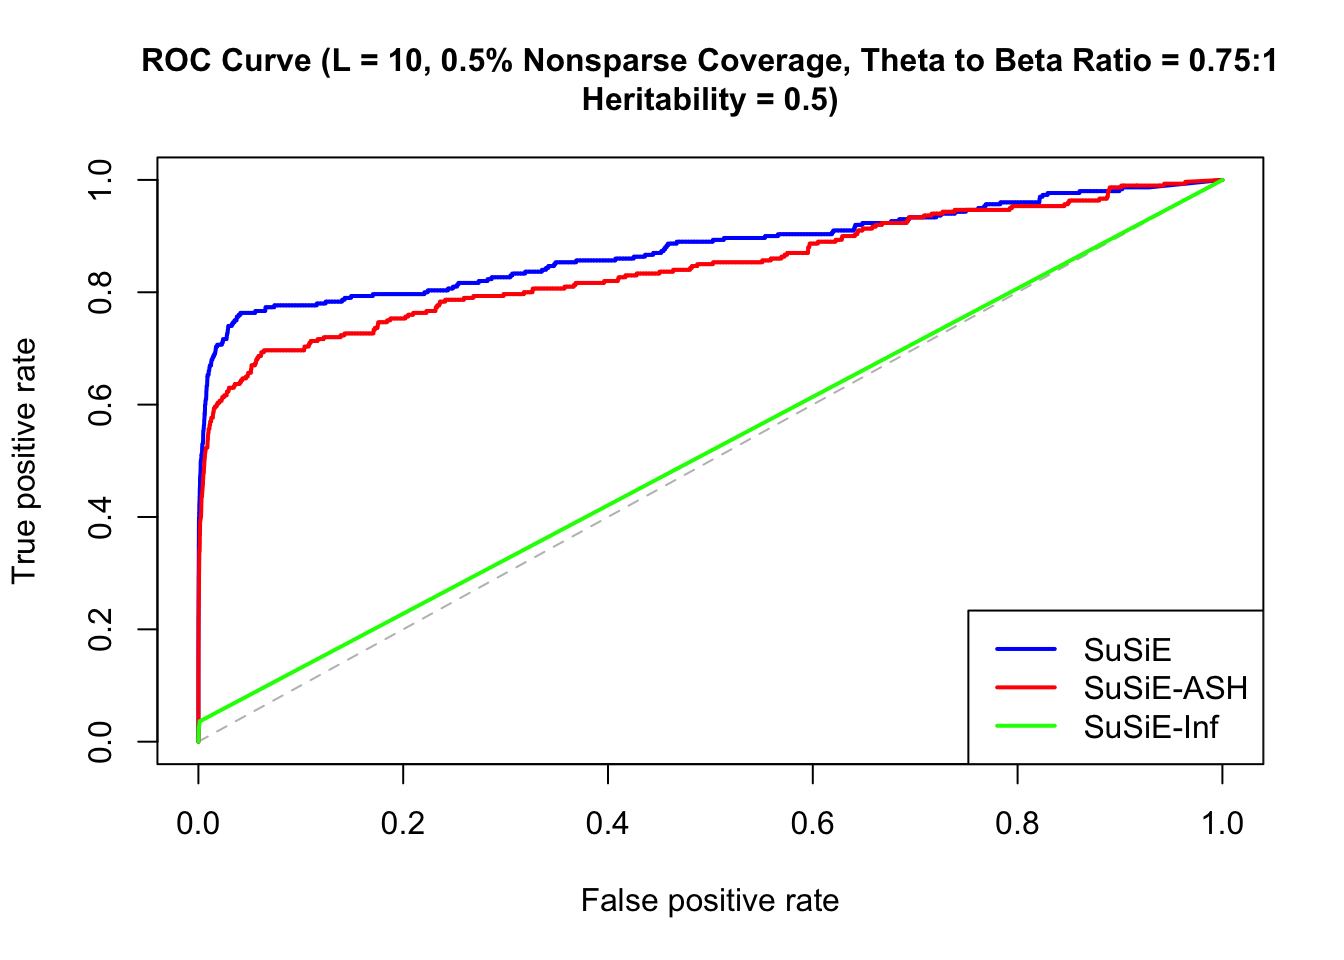 ROC Curve (L = 10, 0.5% Nonsparse Coverage, Theta to Beta Ratio = 0.75:1
Heritability = 0.5)
True positive rate
1.0
0.8
0.6
0.4
0.2
0.0
SuSiE
SuSiE-ASH
SuSiE-Inf
0.0 0.2 0.4 0.6 0.8 1.0
False positive rate